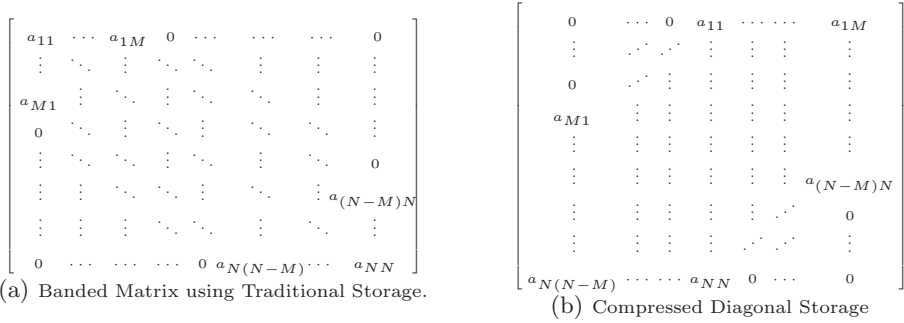 a11 ⋯ a1M 0 ⋯ ⋯ ⋯ 0
⋮ ⋱ ⋮ ⋱ ⋱ ⋮ ⋮ ⋮
aM1 ⋮ ⋱ ⋮ ⋮ ⋮ ⋱ ⋮
0 ⋱ ⋮ ⋱ ⋱ ⋮ ⋱ ⋮
⋮ ⋱ ⋱ ⋮ ⋱ ⋱ ⋮ 0
⋮ ⋮ ⋱ ⋮ ⋮ ⋱ ⋮ a(N−M)N
⋮ ⋮ ⋮ ⋱ ⋱ ⋮ ⋱ ⋮
0 ⋯ ⋯ ⋯ 0 aN(N−M) ⋯ aNN
(a) Banded Matrix using Traditional Storage.
0 ⋯ 0 a11 ⋯ ⋯ a1M
⋮ ⋰ ⋰ ⋮ ⋮ ⋮ ⋮
0 ⋰ ⋮ ⋮ ⋮ ⋮ ⋮
aM1 ⋮ ⋮ ⋮ ⋮ ⋮ ⋮
⋮ ⋮ ⋮ ⋮ ⋮ ⋮ ⋮
⋮ ⋮ ⋮ ⋮ ⋮ ⋮ a(N−M)N
⋮ ⋮ ⋮ ⋮ ⋮ ⋰ 0
⋮ ⋮ ⋮ ⋮ ⋰ ⋰ ⋮
aN(N−M) ⋯ ⋯ aNN 0 ⋯ 0
(b) Compressed Diagonal Storage